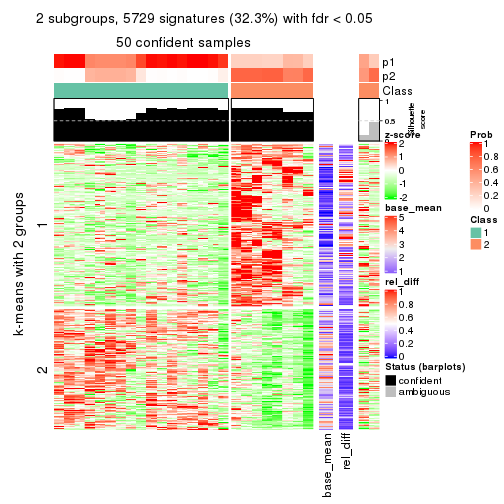 2 subgroups, 5729 signatures (32.3%) with fdr < 0.05
50 confident samples
p1
p2
Class
1
0.5
0
Silhouette
score
k-means with 2 groups
1
2
base_mean
rel_diff
z-score
2
1
0
-1
-2
base_mean
5
4
3
2
1
rel_diff
1
0.8
0.6
0.4
0.2
0
Status (barplots)
confident
ambiguous
Prob
1
0.8
0.6
0.4
0.2
0
Class
1
2